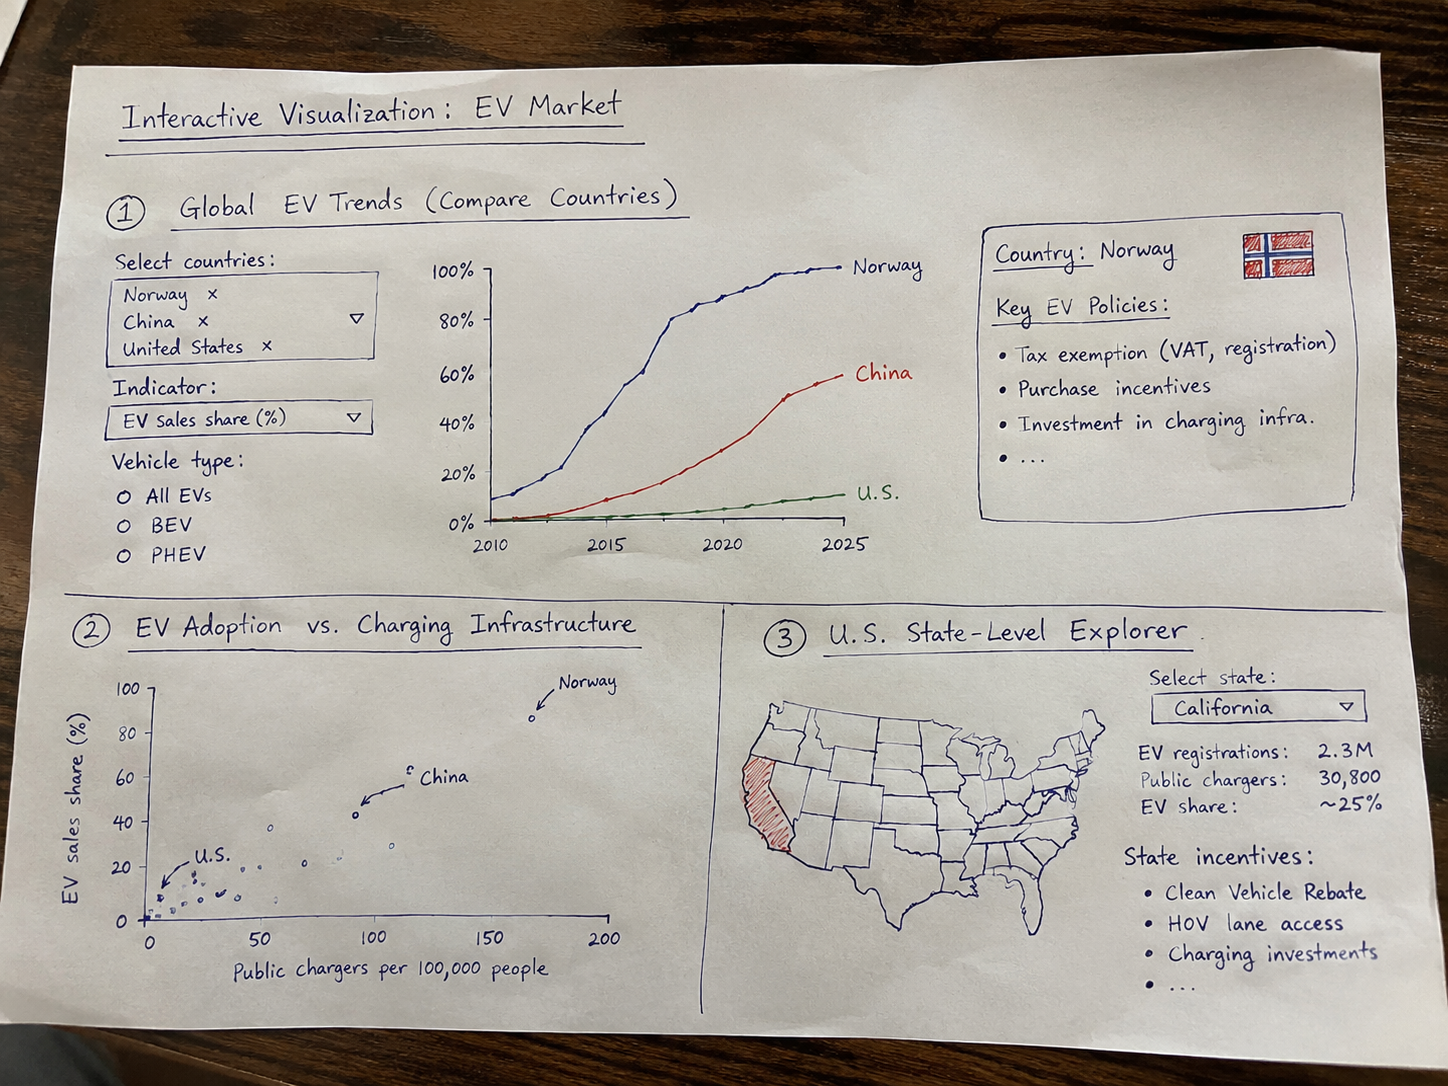 Interactive Visualization: EV Market
1 Global EV Trends (Compare Countries)
Select countries:
Norway x
China x
United States x
Indicator:
EV sales share (%)
Vehicle type:
All EVs
BEV
PHEV
100%
80%
60%
40%
20%
0%
2010 2015 2020 2025
Norway
China
U.S.
Country: Norway
Key EV Policies:
• Tax exemption (VAT, registration)
• Purchase incentives
• Investment in charging infra.
• ...
2 EV Adoption vs. Charging Infrastructure
EV sales share (%)
100
80
60
40
20
0
0 50 100 150 200
Public chargers per 100,000 people
Norway
China
U.S.
3 U.S. State-Level Explorer
Select state:
California
EV registrations: 2.3M
Public chargers: 30,800
EV share: ~25%
State incentives:
• Clean Vehicle Rebate
• HOV lane access
• Charging investments
• ...